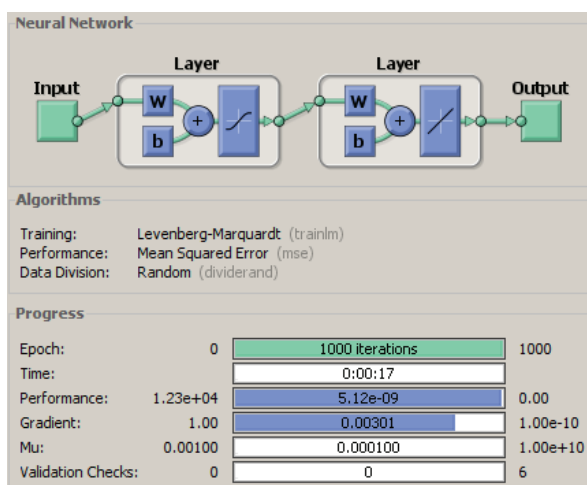 Neural Network
Layer Layer
Input Output
W W
+ +
b b
Algorithms
Training: Levenberg-Marquardt (trainlm)
Performance: Mean Squared Error (mse)
Data Division: Random (dividerand)
Progress
Epoch: 0 1000 iterations 1000
Time: 0:00:17
Performance: 1.23e+04 5.12e-09 0.00
Gradient: 1.00 0.00301 1.00e-10
Mu: 0.00100 0.000100 1.00e+10
Validation Checks: 0 0 6